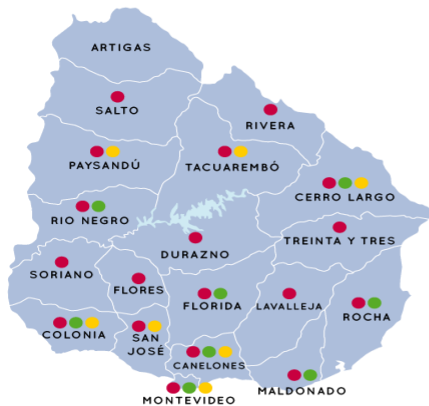 ARTIGAS
SALTO
RIVERA
PAYSANDÚ
TACUAREMBÓ
CERRO LARGO
RIO NEGRO
TREINTA Y TRES
DURAZNO
SORIANO
FLORES
FLORIDA
LAVALLEJA
ROCHA
COLONIA
SAN
JOSÉ
CANELONES
MALDONADO
MONTEVIDEO